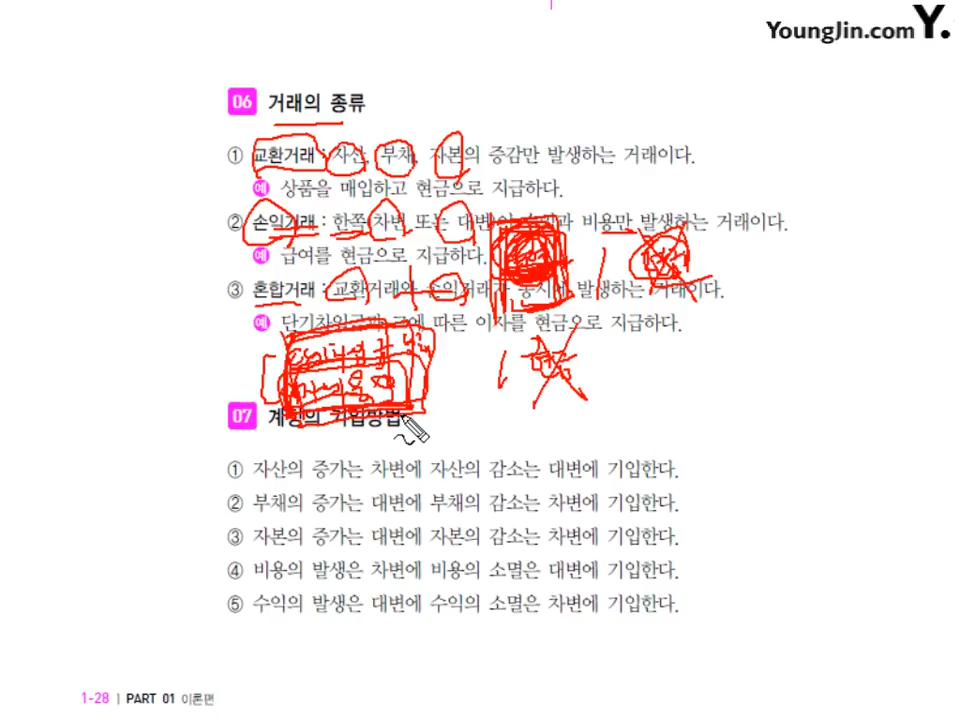 YoungJin.com Y.
06 거래의 종류
① 교환거래 : 자산, 부채, 자본의 증감만 발생하는 거래이다.
예 상품을 매입하고 현금으로 지급하다.
② 손익거래 : 한쪽(차변 또는 대변)이 비용만 발생하는 거래이다.
예 급여를 현금으로 지급하다.
③ 혼합거래 : 교환거래와 손익거래가 동시에 발생하는 거래이다.
예 단기차입금과 그에 따른 이자를 현금으로 지급하다.
07 계정의 기입방법
① 자산의 증가는 차변에 자산의 감소는 대변에 기입한다.
② 부채의 증가는 대변에 부채의 감소는 차변에 기입한다.
③ 자본의 증가는 대변에 자본의 감소는 차변에 기입한다.
④ 비용의 발생은 차변에 비용의 소멸은 대변에 기입한다.
⑤ 수익의 발생은 대변에 수익의 소멸은 차변에 기입한다.
1-28 | PART 01 이론편